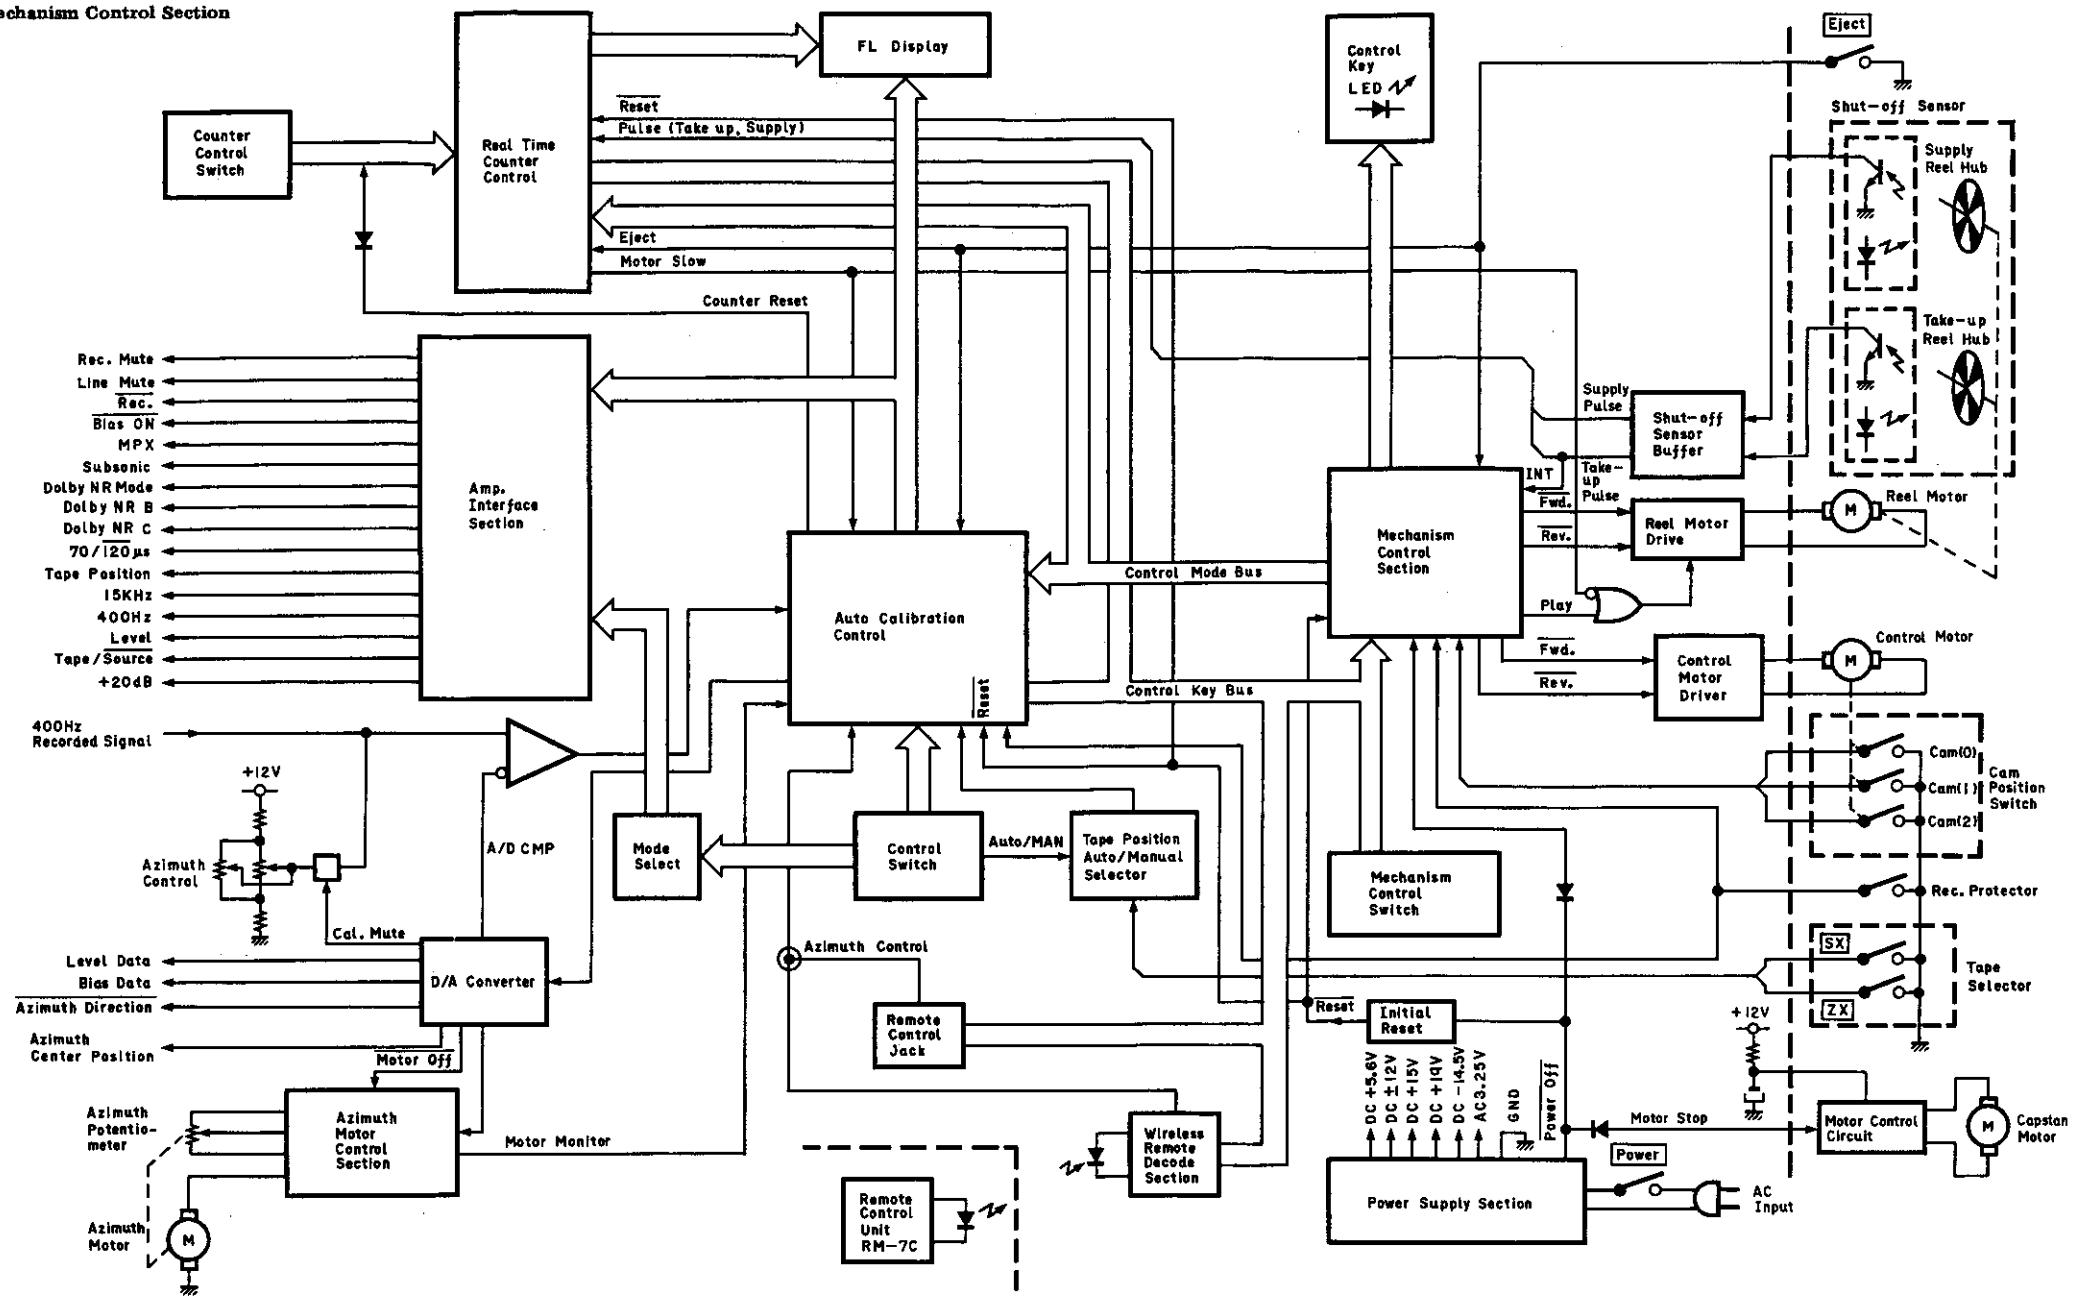 echanism Control Section
Counter
Control
Switch
Real Time
Counter
Control
FL Display
Reset
Pulse (Take up, Supply)
Eject
Motor Slow
Counter Reset
Control
Key
LED
Eject
Shut-off Sensor
Supply
Reel Hub
Take-up
Reel Hub
Rec. Mute
Line Mute
Rec.
Bias ON
MPX
Subsonic
Dolby NR Mode
Dolby NR B
Dolby NR C
70/120μs
Tape Position
15KHz
400Hz
Level
Tape/Source
+20dB
Amp.
Interface
Section
Auto Calibration
Control
Reset
Control Mode Bus
Control Key Bus
Mechanism
Control
Section
INT
Fwd.
Rev.
Play
Fwd.
Rev.
Supply
Pulse
Take-
up
Pulse
Shut-off
Sensor
Buffer
Reel Motor
Drive
M
Reel Motor
Control
Motor
Driver
M
Control Motor
Cam(0)
Cam(1)
Cam(2)
Cam
Position
Switch
Rec. Protector
SX
ZX
Tape
Selector
400Hz
Recorded Signal
+12V
Azimuth
Control
A/D CMP
Cal. Mute
Level Data
Bias Data
Azimuth Direction
Azimuth
Center Position
D/A Converter
Motor Off
Mode
Select
Control
Switch
Auto/MAN
Tape Position
Auto/Manual
Selector
Mechanism
Control
Switch
Azimuth Control
Remote
Control
Jack
Reset
Initial
Reset
DC +5.6V
DC ±12V
DC +15V
DC +19V
DC -14.5V
AC3.25V
GND
Power Off
Power Supply Section
Power
AC
Input
Motor Stop
+12V
Motor Control
Circuit
M
Capstan
Motor
Azimuth
Potentio-
meter
Azimuth
Motor
Control
Section
Motor Monitor
Azimuth
Motor
M
Remote
Control
Unit
RM-7C
Wireless
Remote
Decode
Section